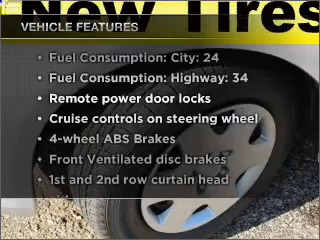 New Tires
VEHICLE FEATURES
• Fuel Consumption: City: 24
• Fuel Consumption: Highway: 34
• Remote power door locks
• Cruise controls on steering wheel
• 4-wheel ABS Brakes
• Front Ventilated disc brakes
• 1st and 2nd row curtain head